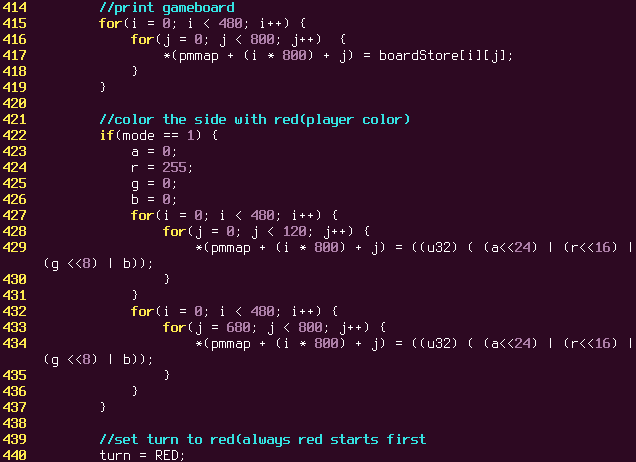 414         //print gameboard
415         for(i = 0; i < 480; i++) {
416             for(j = 0; j < 800; j++)  {
417                 *(pmmap + (i * 800) + j) = boardStore[i][j];
418             }
419         }
420
421         //color the side with red(player color)
422         if(mode == 1) {
423             a = 0;
424             r = 255;
425             g = 0;
426             b = 0;
427             for(i = 0; i < 480; i++) {
428                 for(j = 0; j < 120; j++) {
429                     *(pmmap + (i * 800) + j) = ((u32) ( (a<<24) | (r<<16) |
(g <<8) | b));
430                 }
431             }
432             for(i = 0; i < 480; i++) {
433                 for(j = 680; j < 800; j++) {
434                     *(pmmap + (i * 800) + j) = ((u32) ( (a<<24) | (r<<16) |
(g <<8) | b));
435                 }
436             }
437         }
438
439         //set turn to red(always red starts first
440         turn = RED;